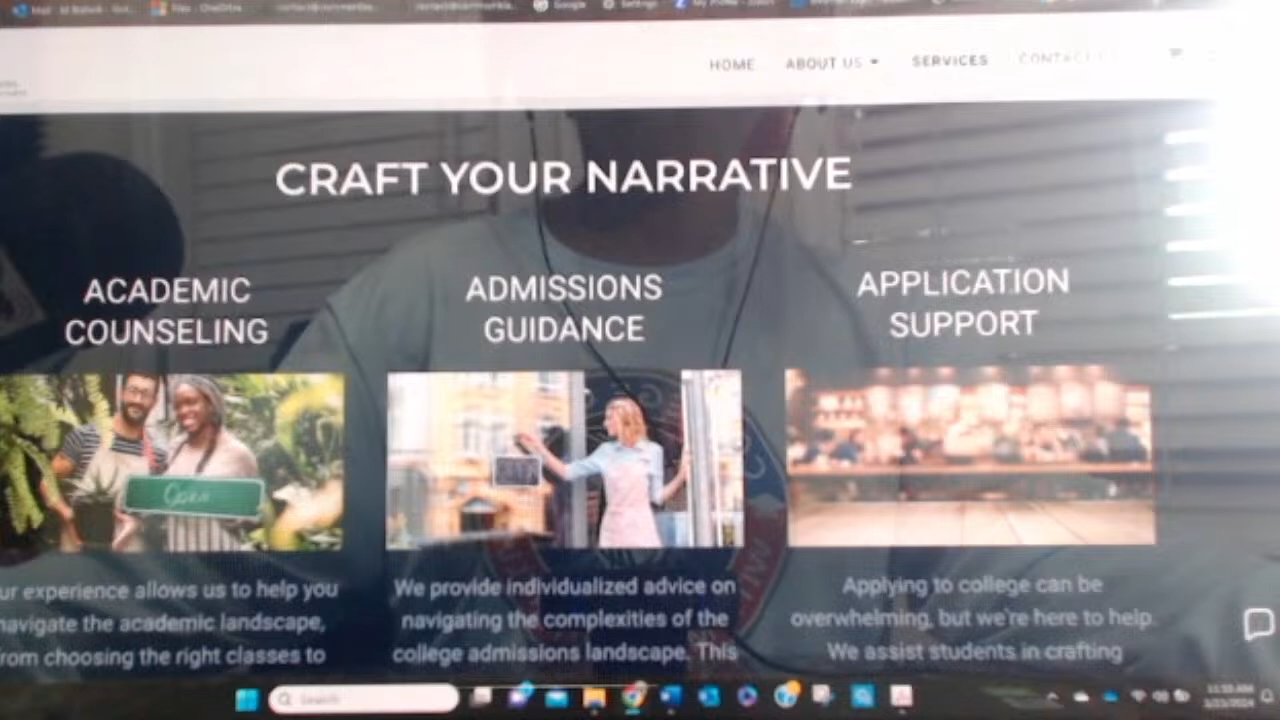 HOME ABOUT US SERVICES CONTACT
CRAFT YOUR NARRATIVE
ACADEMIC
COUNSELING
Open
ur experience allows us to help you
navigate the academic landscape,
rom choosing the right classes to
ADMISSIONS
GUIDANCE
We provide individualized advice on
navigating the complexities of the
college admissions landscape. This
APPLICATION
SUPPORT
Applying to college can be
overwhelming, but we're here to help.
We assist students in crafting
Search